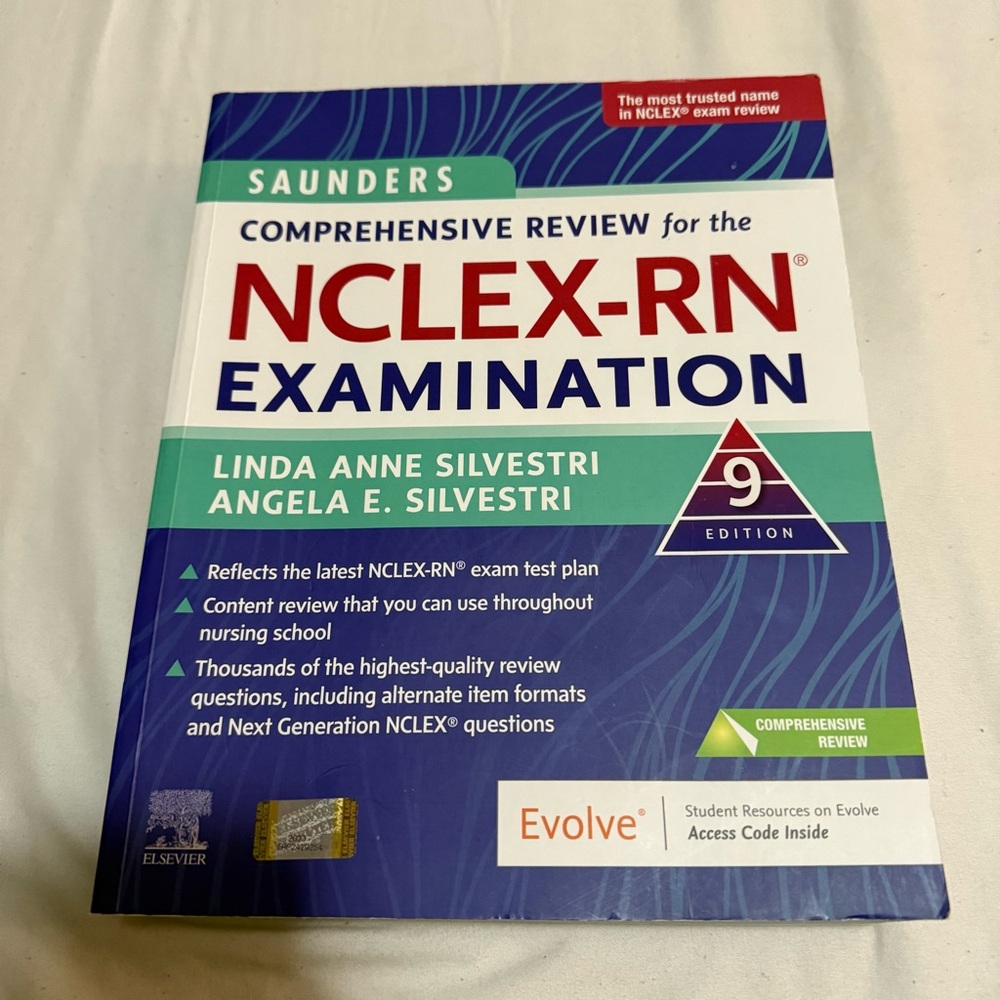 The most trusted name
in NCLEX® exam review
SAUNDERS
COMPREHENSIVE REVIEW for the
NCLEX-RN®
EXAMINATION
LINDA ANNE SILVESTRI
ANGELA E. SILVESTRI
9
EDITION
▲ Reflects the latest NCLEX-RN® exam test plan
▲ Content review that you can use throughout
nursing school
▲ Thousands of the highest-quality review
questions, including alternate item formats
and Next Generation NCLEX® questions
COMPREHENSIVE
REVIEW
ELSEVIER
Evolve®
Student Resources on Evolve
Access Code Inside